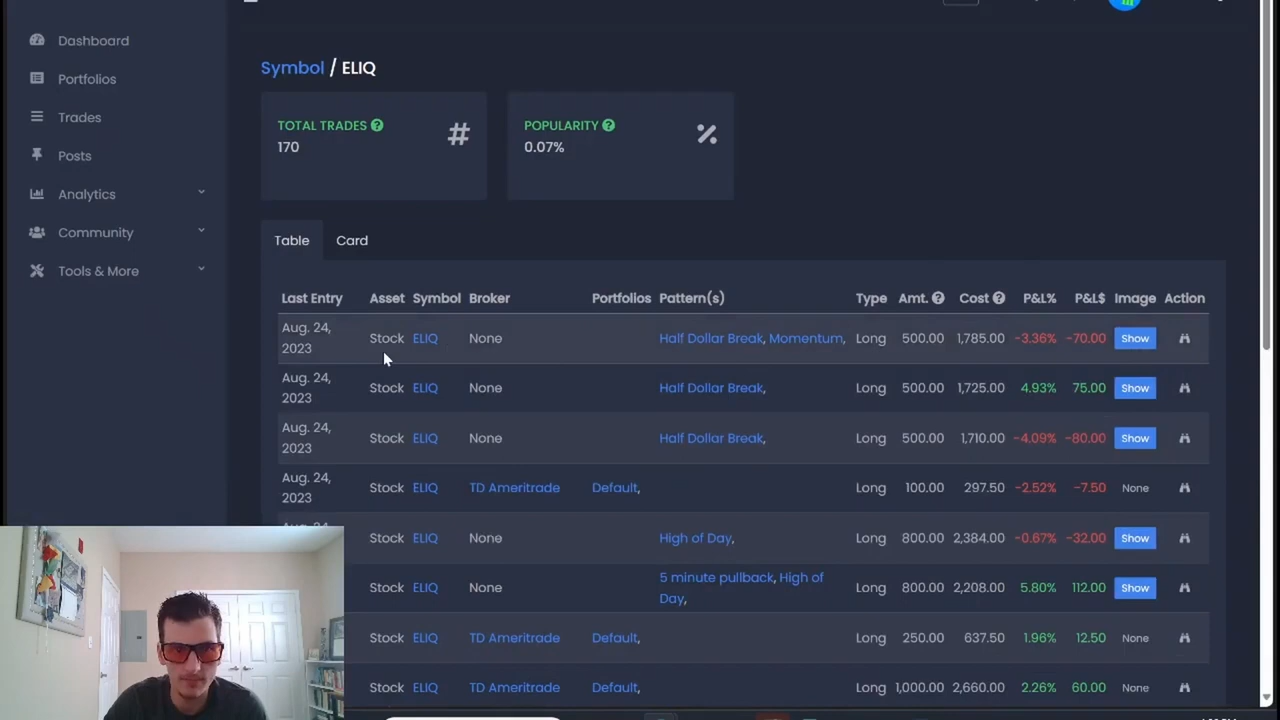 Dashboard
Portfolios
Trades
Posts
Analytics
Community
Tools & More
Symbol / ELIQ
TOTAL TRADES
170
#
POPULARITY
0.07%
%
Table Card
Last Entry Asset Symbol Broker Portfolios Pattern(s) Type Amt. Cost P&L% P&L$ Image Action
Aug. 24, 2023 Stock ELIQ None Half Dollar Break, Momentum, Long 500.00 1,785.00 -3.36% -70.00 Show
Aug. 24, 2023 Stock ELIQ None Half Dollar Break, Long 500.00 1,725.00 4.93% 75.00 Show
Aug. 24, 2023 Stock ELIQ None Half Dollar Break, Long 500.00 1,710.00 -4.09% -80.00 Show
Aug. 24, 2023 Stock ELIQ TD Ameritrade Default, Long 100.00 297.50 -2.52% -7.50 None
Stock ELIQ None High of Day, Long 800.00 2,384.00 -0.67% -32.00 Show
Stock ELIQ None 5 minute pullback, High of Day, Long 800.00 2,208.00 5.80% 112.00 Show
Stock ELIQ TD Ameritrade Default, Long 250.00 637.50 1.96% 12.50 None
Stock ELIQ TD Ameritrade Default, Long 1,000.00 2,660.00 2.26% 60.00 None